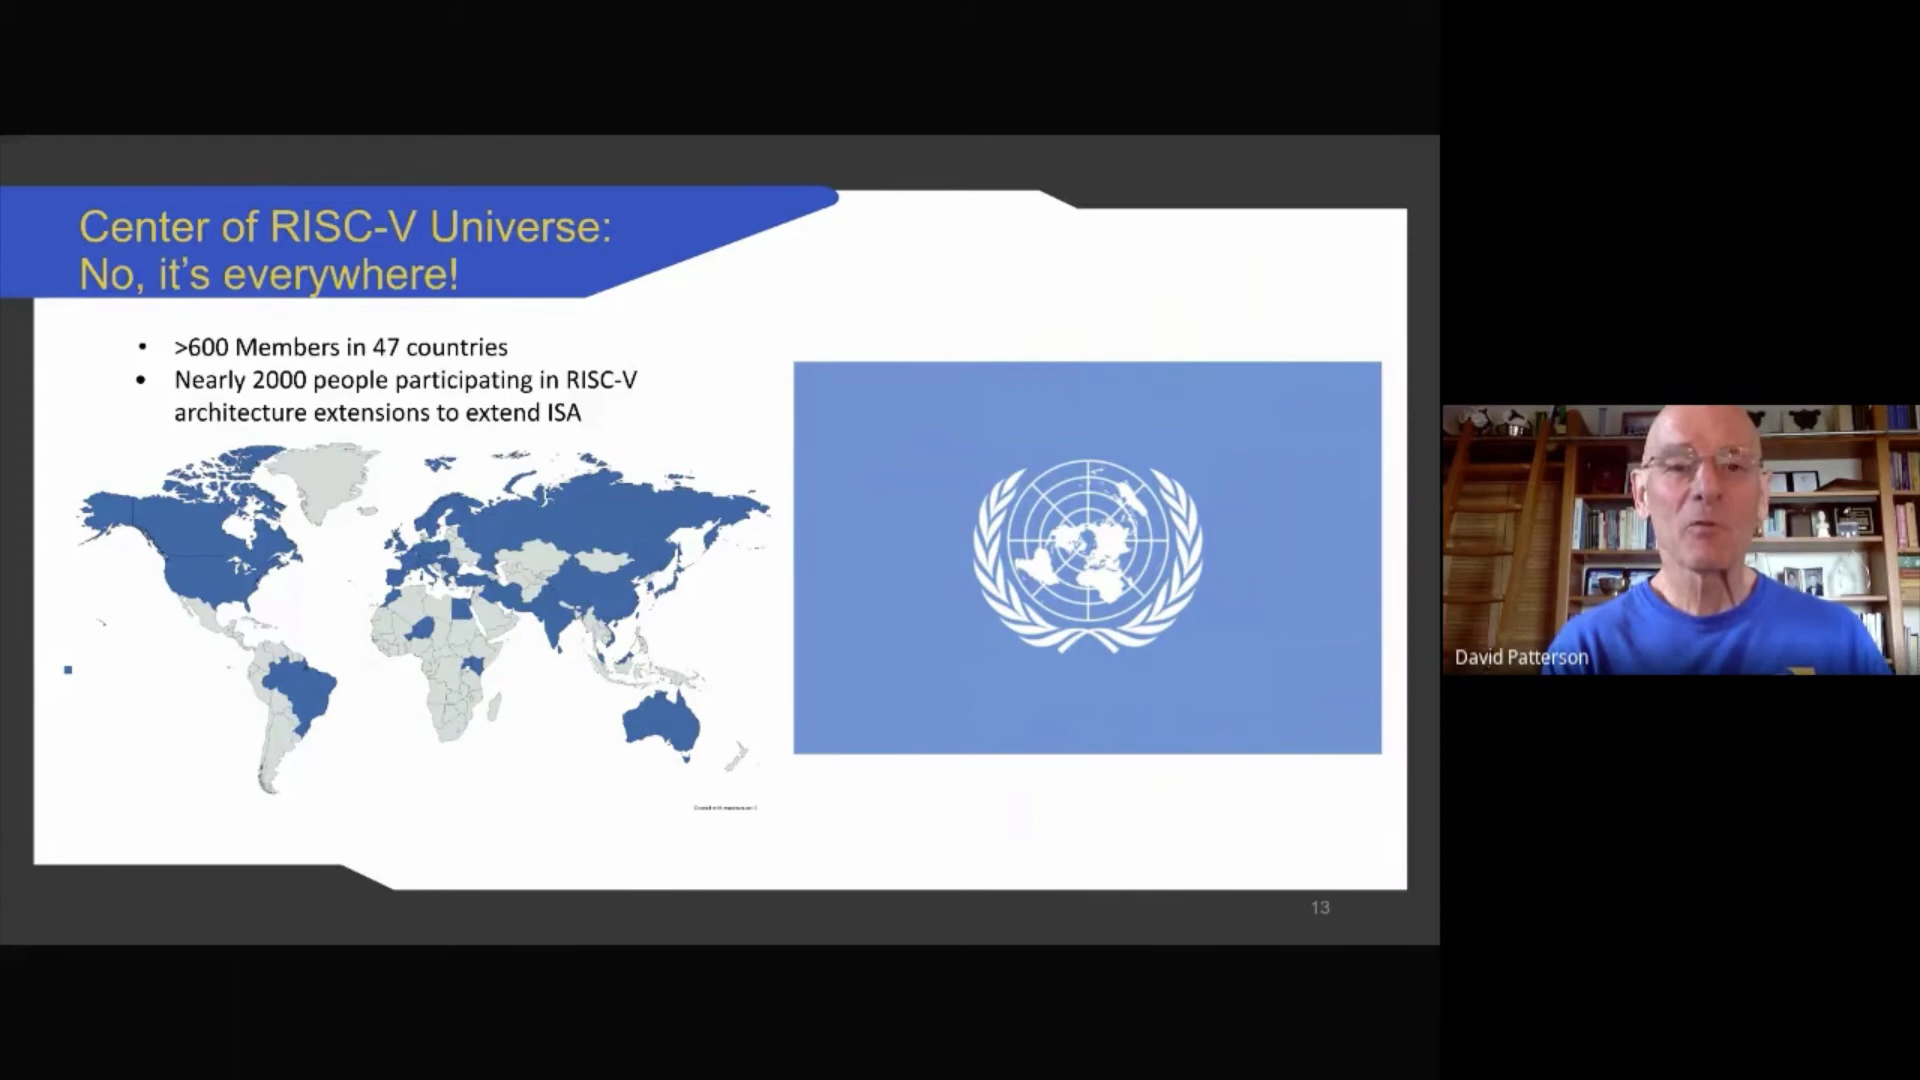 Center of RISC-V Universe:
No, it's everywhere!
• >600 Members in 47 countries
• Nearly 2000 people participating in RISC-V
architecture extensions to extend ISA
David Patterson
13